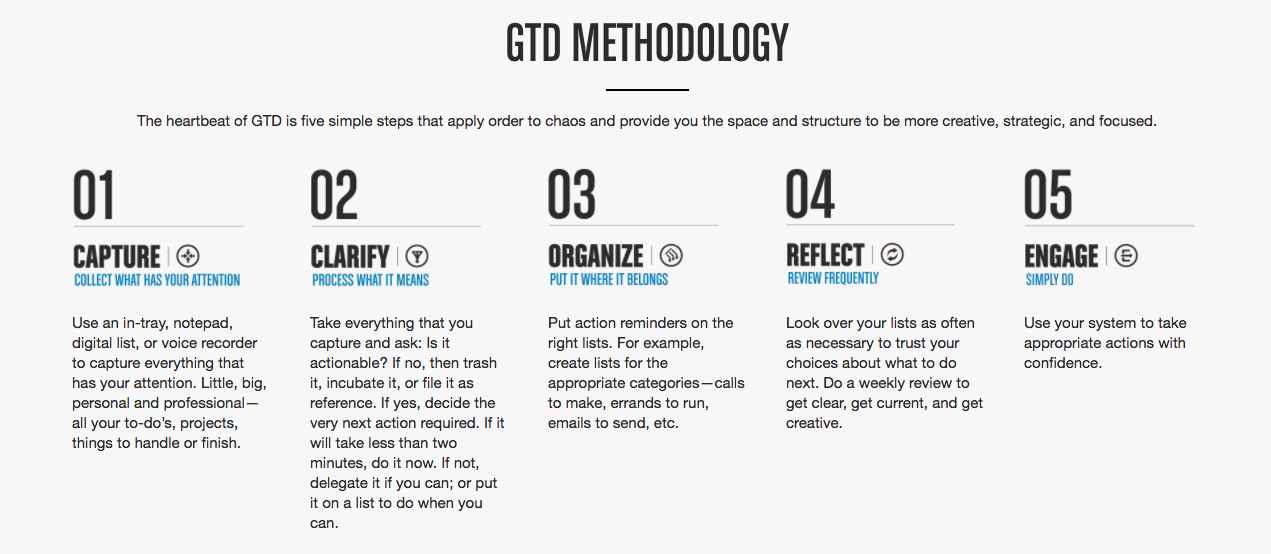 GTD METHODOLOGY
The heartbeat of GTD is five simple steps that apply order to chaos and provide you the space and structure to be more creative, strategic, and focused.
01
CAPTURE
COLLECT WHAT HAS YOUR ATTENTION
Use an in-tray, notepad,
digital list, or voice recorder
to capture everything that
has your attention. Little, big,
personal and professional—
all your to-do's, projects,
things to handle or finish.
02
CLARIFY
PROCESS WHAT IT MEANS
Take everything that you
capture and ask: Is it
actionable? If no, then trash
it, incubate it, or file it as
reference. If yes, decide the
very next action required. If it
will take less than two
minutes, do it now. If not,
delegate it if you can; or put
it on a list to do when you
can.
03
ORGANIZE
PUT IT WHERE IT BELONGS
Put action reminders on the
right lists. For example,
create lists for the
appropriate categories—calls
to make, errands to run,
emails to send, etc.
04
REFLECT
REVIEW FREQUENTLY
Look over your lists as often
as necessary to trust your
choices about what to do
next. Do a weekly review to
get clear, get current, and get
creative.
05
ENGAGE
SIMPLY DO
Use your system to take
appropriate actions with
confidence.